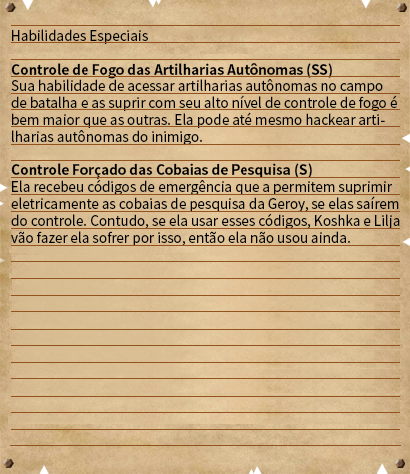 Habilidades Especiais
Controle de Fogo das Artilharias Autônomas (SS)
Sua habilidade de acessar artilharias autônomas no campo
de batalha e as suprir com seu alto nível de controle de fogo é
bem maior que as outras. Ela pode até mesmo hackear arti-
lharias autônomas do inimigo.
Controle Forçado das Cobaias de Pesquisa (S)
Ela recebeu códigos de emergência que a permitem suprimir
eletricamente as cobaias de pesquisa da Geroy, se elas saírem
do controle. Contudo, se ela usar esses códigos, Koshka e Lilja
vão fazer ela sofrer por isso, então ela não usou ainda.